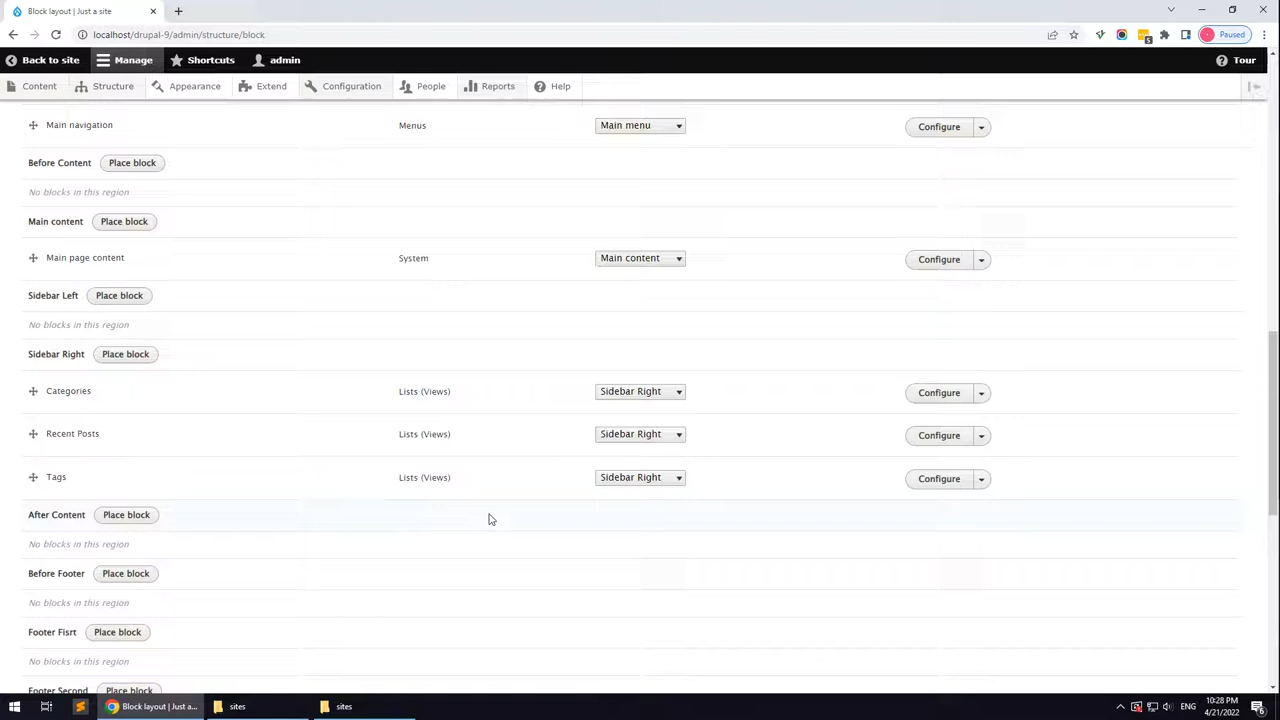 Block layout | Just a site
localhost/drupal-9/admin/structure/block
5
Paused
Back to site
Manage
Shortcuts
admin
Tour
Content
Structure
Appearance
Extend
Configuration
People
Reports
Help
Main navigation
Menus
Main menu
Configure
Before Content
Place block
No blocks in this region
Main content
Place block
Main page content
System
Main content
Configure
Sidebar Left
Place block
No blocks in this region
Sidebar Right
Place block
Categories
Lists (Views)
Sidebar Right
Configure
Recent Posts
Lists (Views)
Sidebar Right
Configure
Tags
Lists (Views)
Sidebar Right
Configure
After Content
Place block
No blocks in this region
Before Footer
Place block
No blocks in this region
Footer Fisrt
Place block
No blocks in this region
Footer Second
Place block
Block layout | Just a...
sites
sites
ENG
10:28 PM
4/21/2022
6